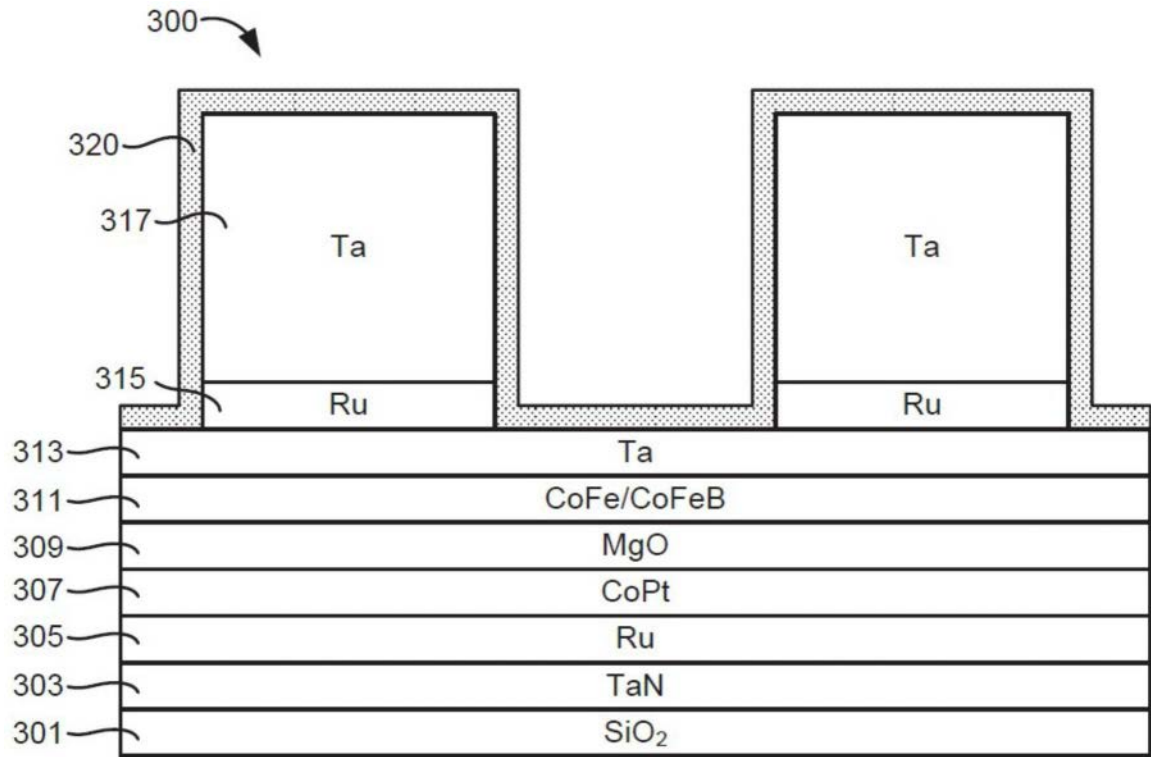 300
320
317
Ta
Ta
315
Ru
Ru
313
Ta
311
CoFe/CoFeB
309
MgO
307
CoPt
305
Ru
303
TaN
301
SiO₂